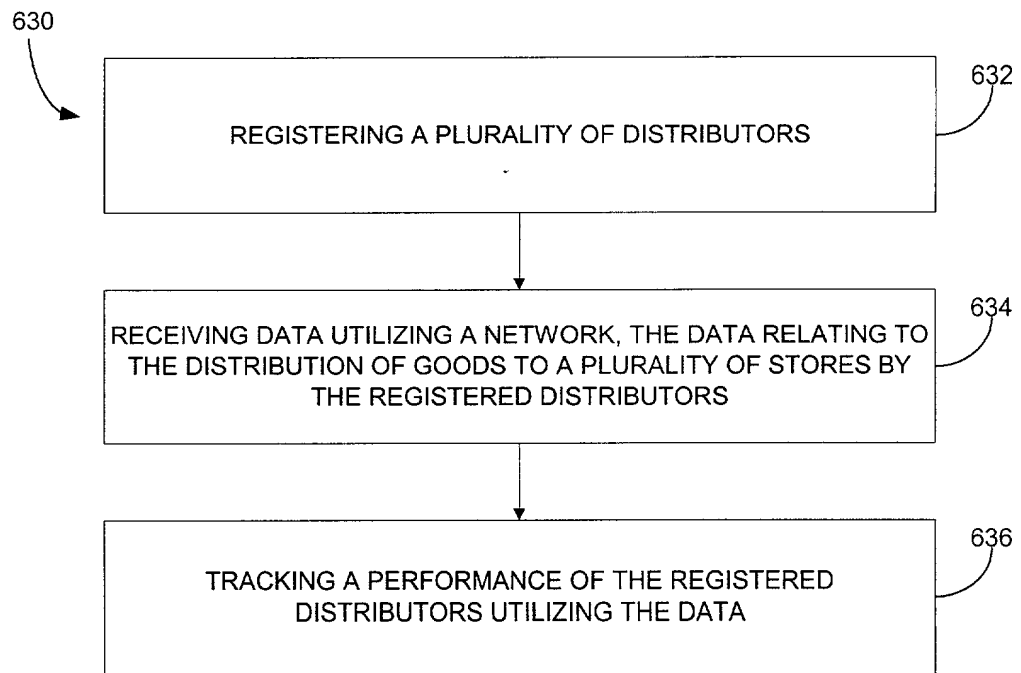 630
632
REGISTERING A PLURALITY OF DISTRIBUTORS
634
RECEIVING DATA UTILIZING A NETWORK, THE DATA RELATING TO
THE DISTRIBUTION OF GOODS TO A PLURALITY OF STORES BY
THE REGISTERED DISTRIBUTORS
636
TRACKING A PERFORMANCE OF THE REGISTERED
DISTRIBUTORS UTILIZING THE DATA